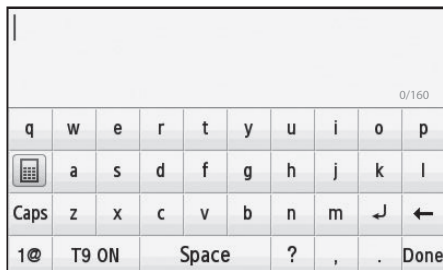 0/160
q w e r t y u i o p
a s d f g h j k l
Caps z x c v b n m
1@ T9 ON Space ? , . Done